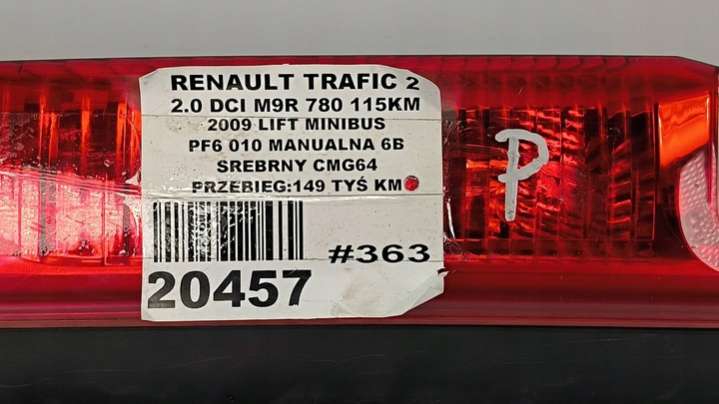 RENAULT TRAFIC 2
2.0 DCI M9R 780 115KM
2009 LIFT MINIBUS
PF6 010 MANUALNA 6B
SREBRNY CMG64
PRZEBIEG:149 TYŚ KM
#363
20457
P